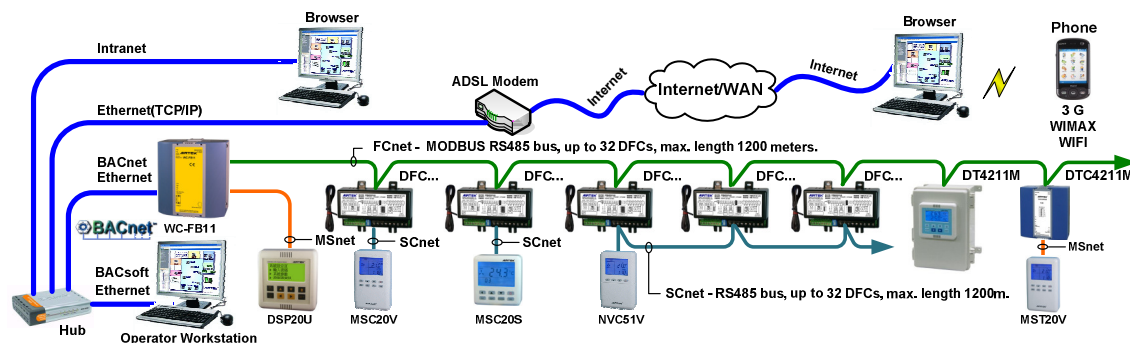 Browser
Browser
Intranet
Phone
ADSL Modem
Internet
Internet/WAN
Internet
Ethernet(TCP/IP)
3 G
WIMAX
WIFI
FCnet - MODBUS RS485 bus, up to 32 DFCs, max. length 1200 meters.
BACnet
Ethernet
DFC...
DFC...
DFC...
DFC...
DFC...
DT4211M
DTC4211M
WC-FB11
BACnet
MSnet
SCnet
SCnet
MSnet
BACsoft
Ethernet
SCnet - RS485 bus, up to 32 DFCs, max. length 1200m.
Hub
Operator Workstation
DSP20U
MSC20V
MSC20S
NVC51V
MST20V